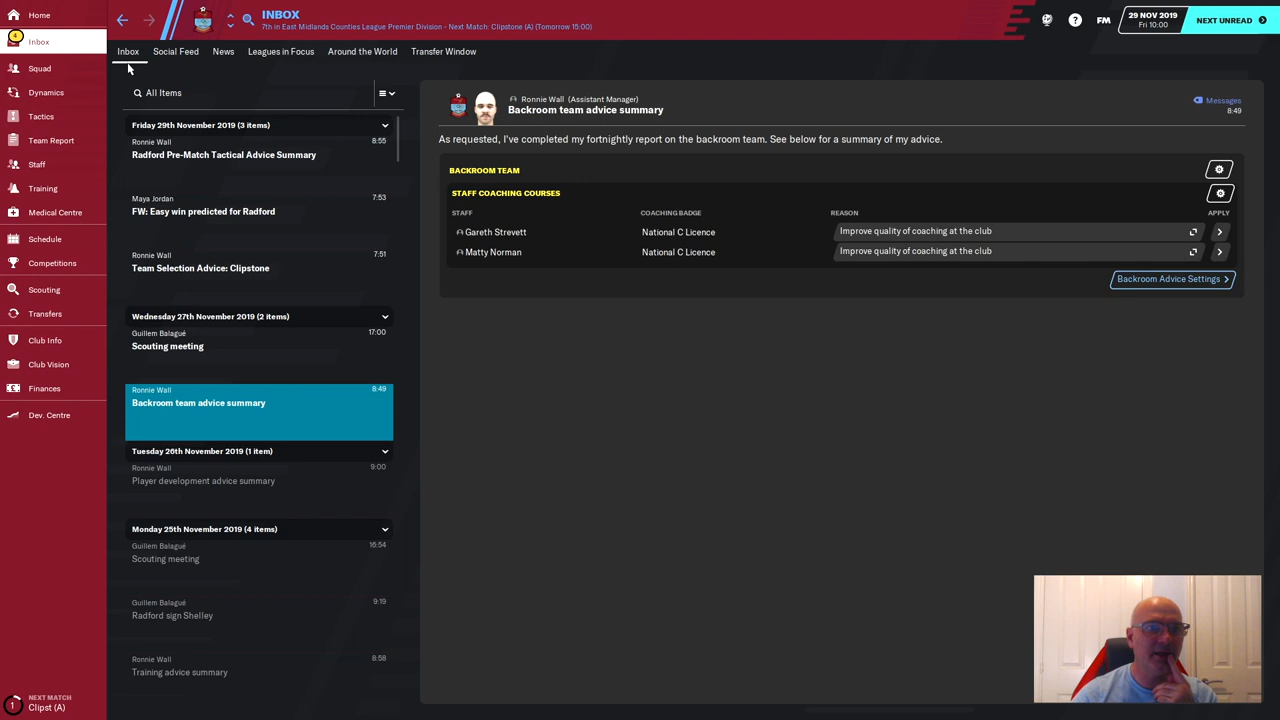 Home
4
Inbox
Squad
Dynamics
Tactics
Team Report
Staff
Training
Medical Centre
Schedule
Competitions
Scouting
Transfers
Club Info
Club Vision
Finances
Dev. Centre
1
NEXT MATCH
Clipst (A)
INBOX
7th in East Midlands Counties League Premier Division - Next Match: Clipstone (A) (Tomorrow 15:00)
?
FM
29 NOV 2019
Fri 10:00
NEXT UNREAD
Inbox
Social Feed
News
Leagues in Focus
Around the World
Transfer Window
All Items
Friday 29th November 2019 (3 items)
Ronnie Wall
8:55
Radford Pre-Match Tactical Advice Summary
Maya Jordan
7:53
FW: Easy win predicted for Radford
Ronnie Wall
7:51
Team Selection Advice: Clipstone
Wednesday 27th November 2019 (2 items)
Guillem Balagué
17:00
Scouting meeting
Ronnie Wall
8:49
Backroom team advice summary
Tuesday 26th November 2019 (1 item)
Ronnie Wall
9:00
Player development advice summary
Monday 25th November 2019 (4 items)
Guillem Balagué
16:54
Scouting meeting
Guillem Balagué
9:19
Radford sign Shelley
Ronnie Wall
8:58
Training advice summary
Ronnie Wall (Assistant Manager)
Backroom team advice summary
Messages
8:49
As requested, I've completed my fortnightly report on the backroom team. See below for a summary of my advice.
BACKROOM TEAM
STAFF COACHING COURSES
STAFF COACHING BADGE REASON APPLY
Gareth Strevett National C Licence Improve quality of coaching at the club
Matty Norman National C Licence Improve quality of coaching at the club
Backroom Advice Settings